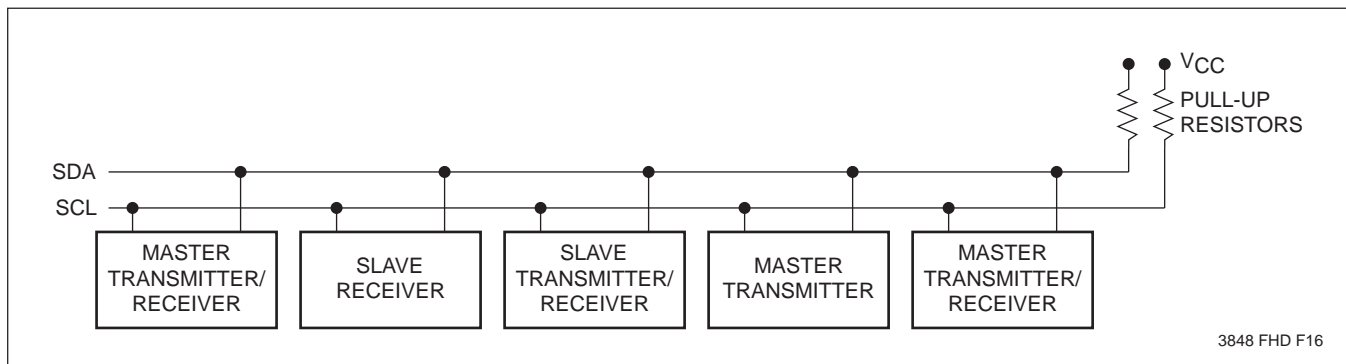 VCC
PULL-UP
RESISTORS
SDA
SCL
MASTER
TRANSMITTER/
RECEIVER
SLAVE
RECEIVER
SLAVE
TRANSMITTER/
RECEIVER
MASTER
TRANSMITTER
MASTER
TRANSMITTER/
RECEIVER
3848 FHD F16